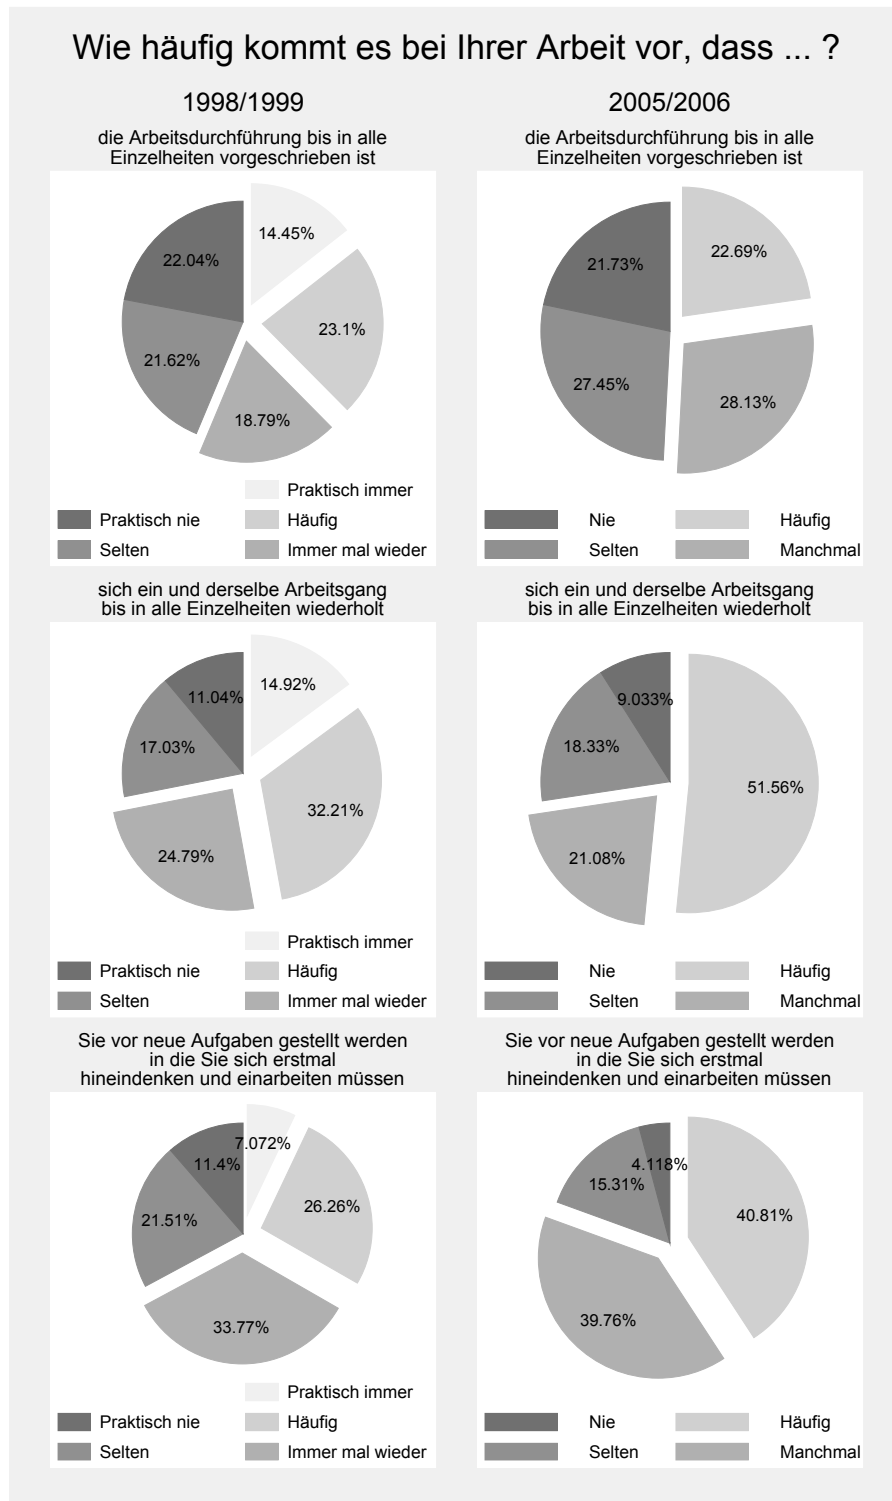 Wie häufig kommt es bei Ihrer Arbeit vor, dass ... ?
1998/1999
die Arbeitsdurchführung bis in alle
Einzelheiten vorgeschrieben ist
14.45%
22.04%
23.1%
21.62%
18.79%
Praktisch immer
Praktisch nie
Häufig
Selten
Immer mal wieder
2005/2006
die Arbeitsdurchführung bis in alle
Einzelheiten vorgeschrieben ist
22.69%
21.73%
27.45%
28.13%
Nie
Häufig
Selten
Manchmal
sich ein und derselbe Arbeitsgang
bis in alle Einzelheiten wiederholt
14.92%
11.04%
17.03%
32.21%
24.79%
Praktisch immer
Praktisch nie
Häufig
Selten
Immer mal wieder
sich ein und derselbe Arbeitsgang
bis in alle Einzelheiten wiederholt
9.033%
18.33%
51.56%
21.08%
Nie
Häufig
Selten
Manchmal
Sie vor neue Aufgaben gestellt werden
in die Sie sich erstmal
hineindenken und einarbeiten müssen
7.072%
11.4%
26.26%
21.51%
33.77%
Praktisch immer
Praktisch nie
Häufig
Selten
Immer mal wieder
Sie vor neue Aufgaben gestellt werden
in die Sie sich erstmal
hineindenken und einarbeiten müssen
4.118%
15.31%
40.81%
39.76%
Nie
Häufig
Selten
Manchmal